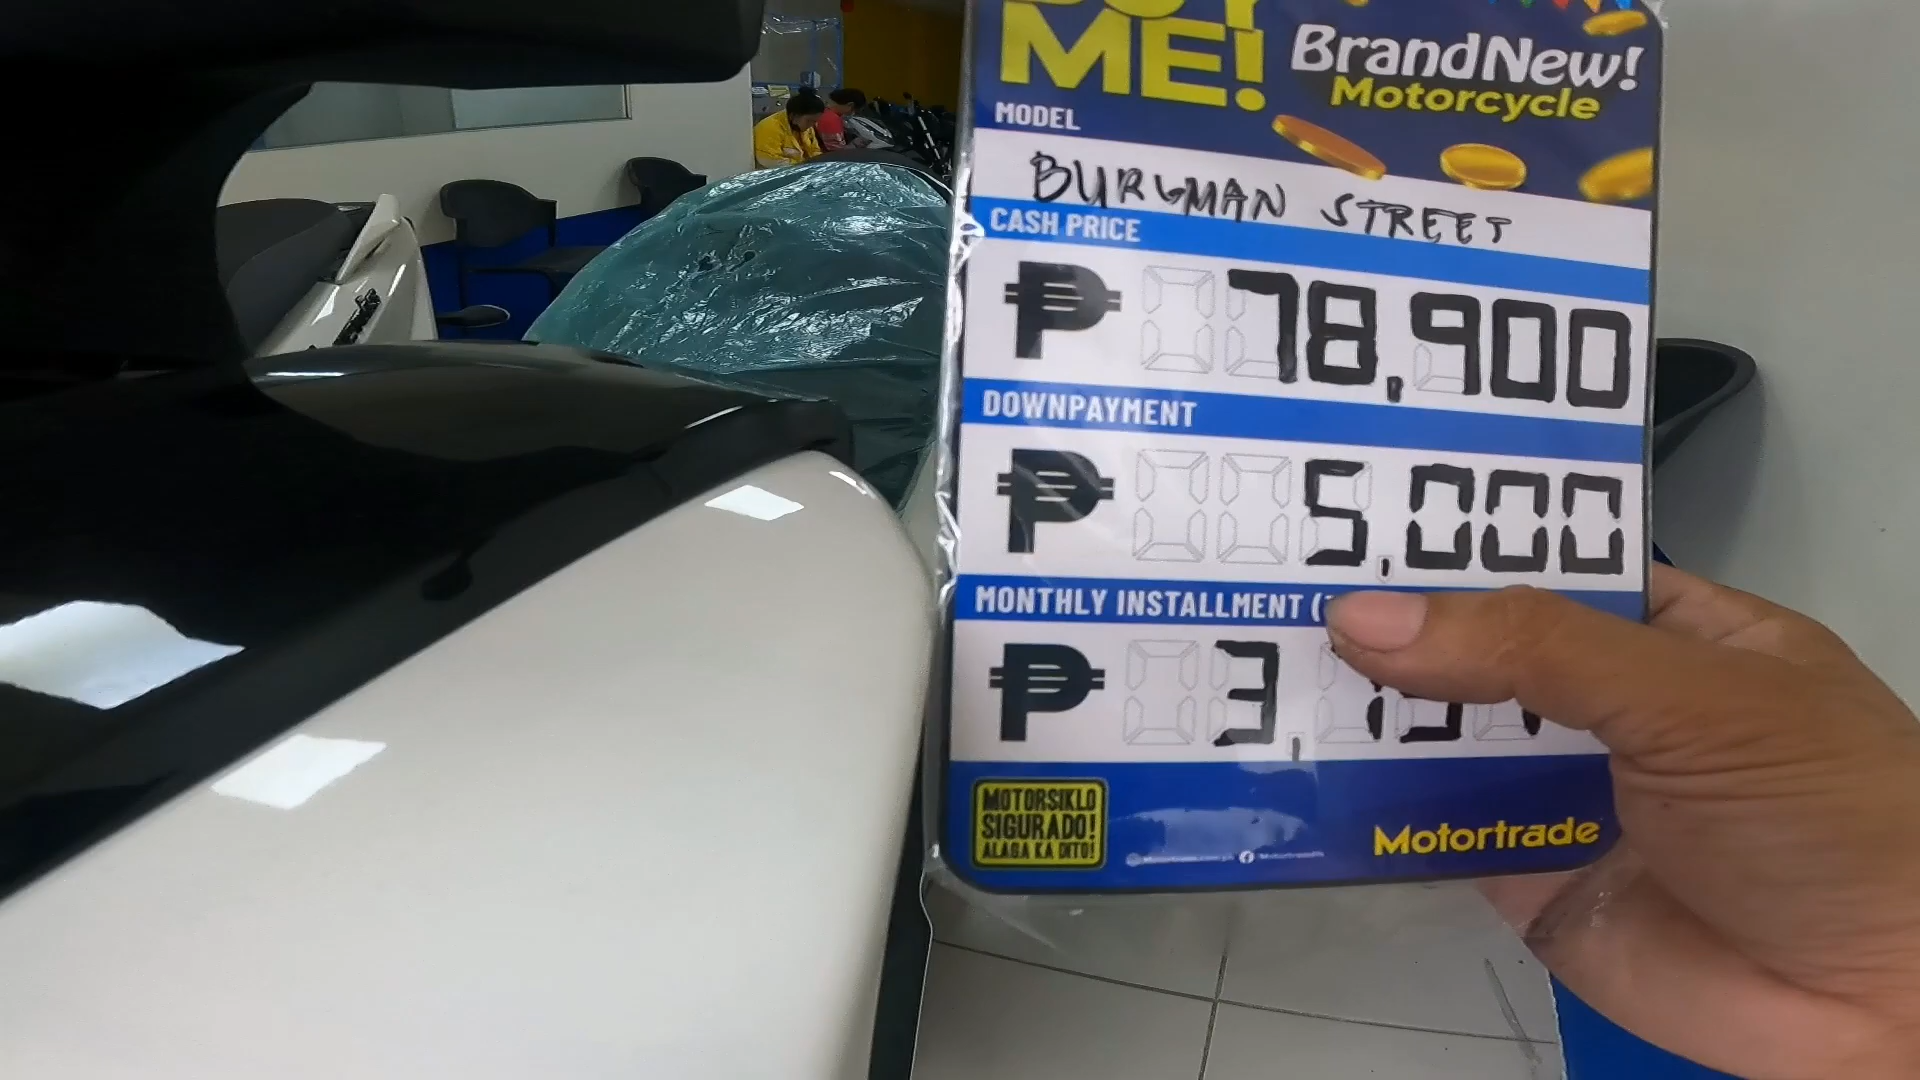 ME!
BrandNew!
Motorcycle
MODEL
BURGMAN STREET
CASH PRICE
₱ 78,900
DOWNPAYMENT
₱ 5,000
MONTHLY INSTALLMENT
₱ 3,
MOTORSIKLO
SIGURADO!
ALAGA KA DITO!
Motortrade